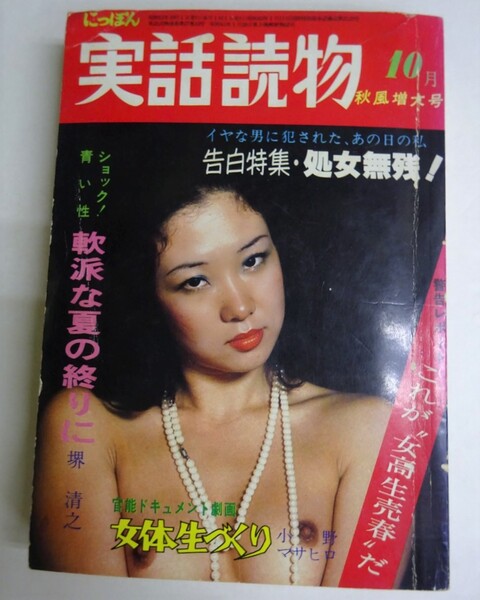 にっぽん
実話読物
10月
秋風増大号
イヤな男に犯された、あの日の私
告白特集・処女無残!
ショック!
青い性
軟派な夏の終りに
堺 清之
これが〝女高生売春〟だ
官能ドキュメント劇画
女体生づくり
小野
マサヒロ